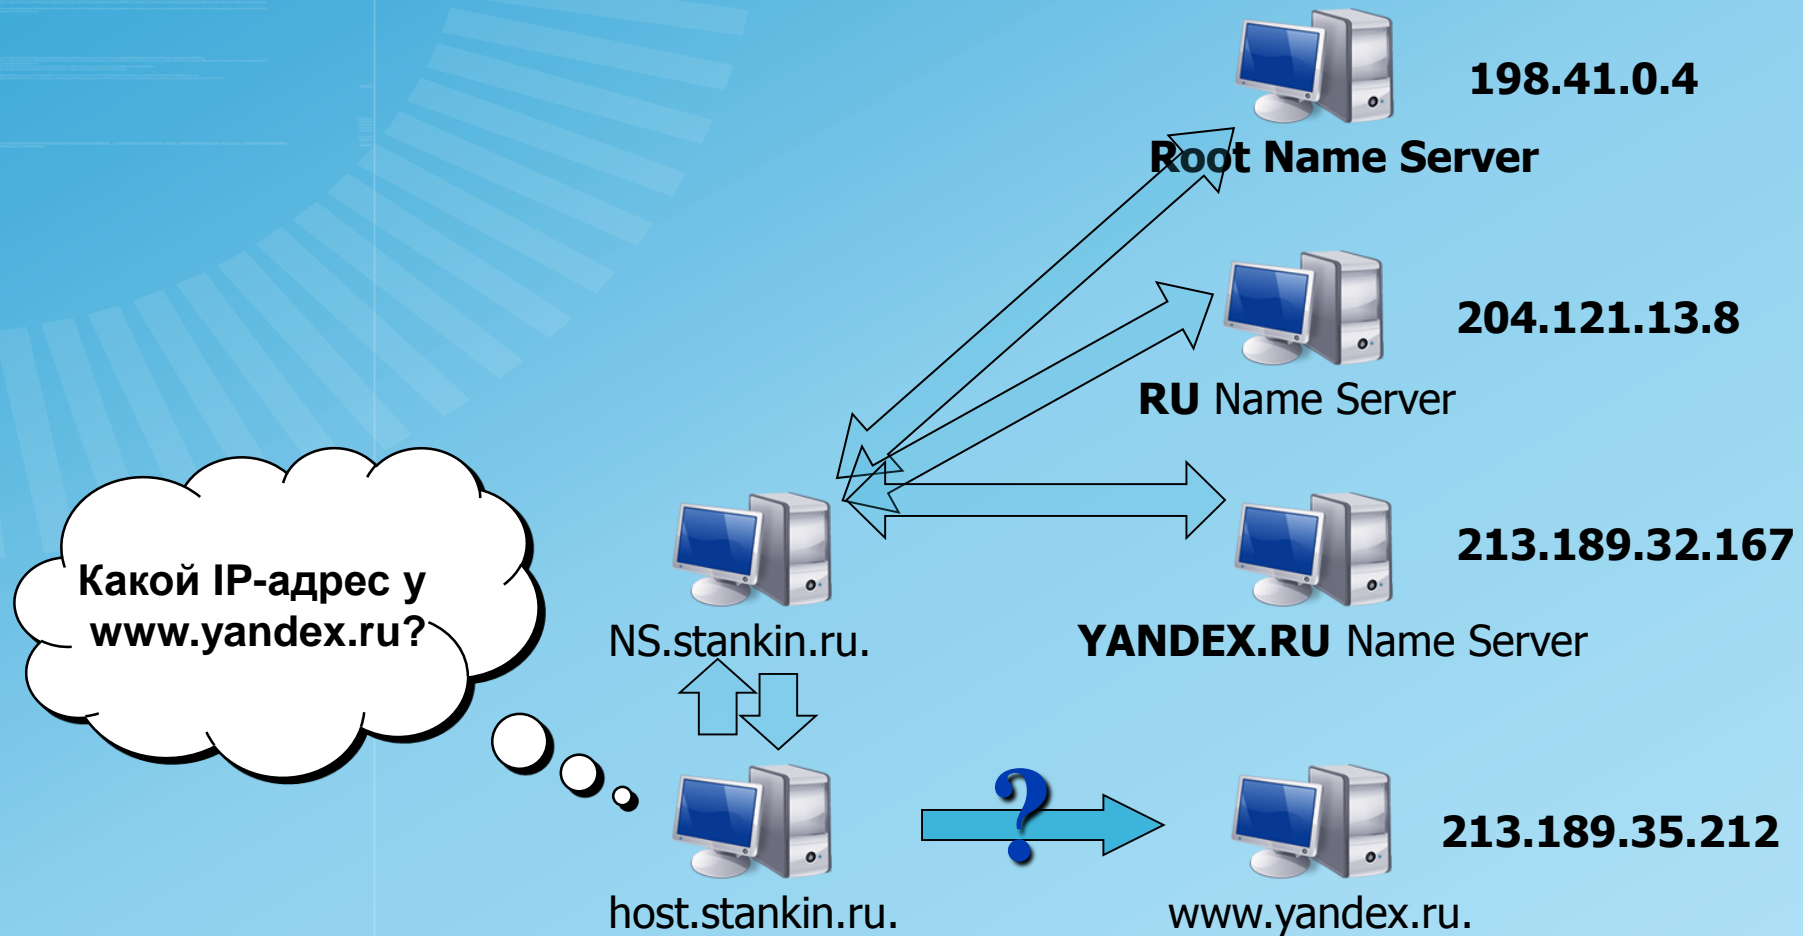 198.41.0.4
Root Name Server
204.121.13.8
RU Name Server
213.189.32.167
Какой IP-адрес у
www.yandex.ru?
NS.stankin.ru.
YANDEX.RU Name Server
?
213.189.35.212
host.stankin.ru.
www.yandex.ru.